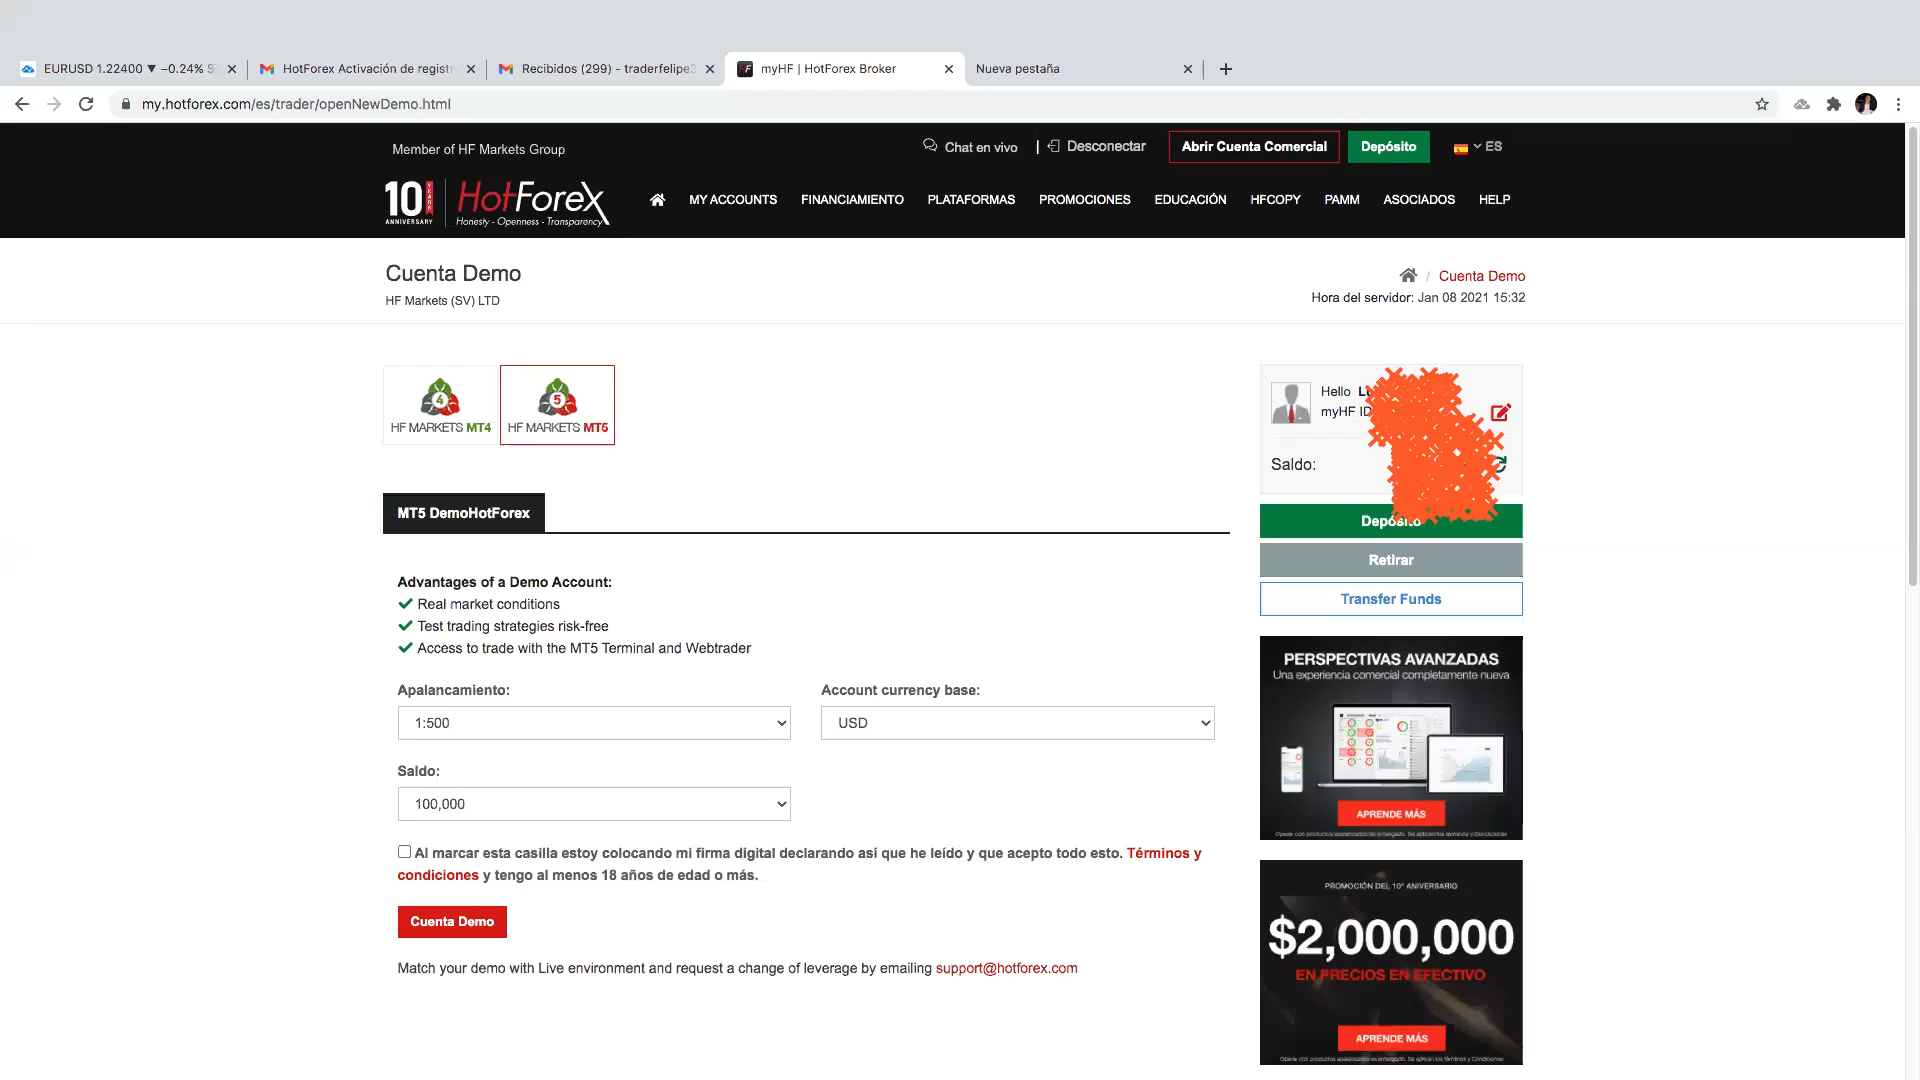 EURUSD 1.22400 ▼ −0.24% S
HotForex Activación de registr
Recibidos (299) - traderfelipe3
myHF | HotForex Broker
Nueva pestaña
my.hotforex.com/es/trader/openNewDemo.html
Member of HF Markets Group
Chat en vivo
Desconectar
Abrir Cuenta Comercial
Depósito
ES
10 YEARS
ANNIVERSARY
HotForex
Honesty - Openness - Transparency
MY ACCOUNTS
FINANCIAMIENTO
PLATAFORMAS
PROMOCIONES
EDUCACIÓN
HFCOPY
PAMM
ASOCIADOS
HELP
Cuenta Demo
HF Markets (SV) LTD
/ Cuenta Demo
Hora del servidor: Jan 08 2021 15:32
4
HF MARKETS MT4
5
HF MARKETS MT5
Hello
myHF ID
Saldo:
Depósito
Retirar
Transfer Funds
MT5 DemoHotForex
Advantages of a Demo Account:
Real market conditions
Test trading strategies risk-free
Access to trade with the MT5 Terminal and Webtrader
Apalancamiento:
1:500
Account currency base:
USD
Saldo:
100,000
Al marcar esta casilla estoy colocando mi firma digital declarando así que he leído y que acepto todo esto. Términos y
condiciones y tengo al menos 18 años de edad o más.
Cuenta Demo
Match your demo with Live environment and request a change of leverage by emailing support@hotforex.com
PERSPECTIVAS AVANZADAS
Una experiencia comercial completamente nueva
APRENDE MÁS
PROMOCIÓN DEL 10º ANIVERSARIO
$2,000,000
EN PRECIOS EN EFECTIVO
APRENDE MÁS